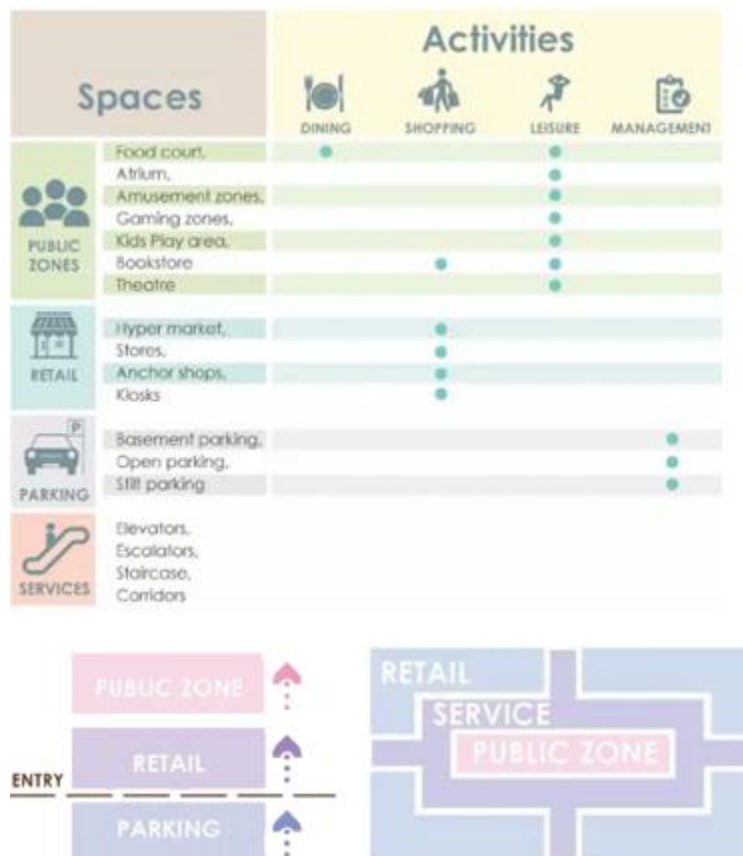 Activities
Spaces
DINING
SHOPPING
LEISURE
MANAGEMENT
PUBLIC
ZONES
Food court,
Atrium,
Amusement zones,
Gaming zones,
Kids Play area,
Bookstore
Theatre
RETAIL
Hyper market,
Stores,
Anchor shops,
Kiosks
P
PARKING
Basement parking,
Open parking,
Stilt parking
SERVICES
Elevators,
Escalators,
Staircase,
Corridors
PUBLIC ZONE
RETAIL
ENTRY
PARKING
RETAIL
SERVICE
PUBLIC ZONE